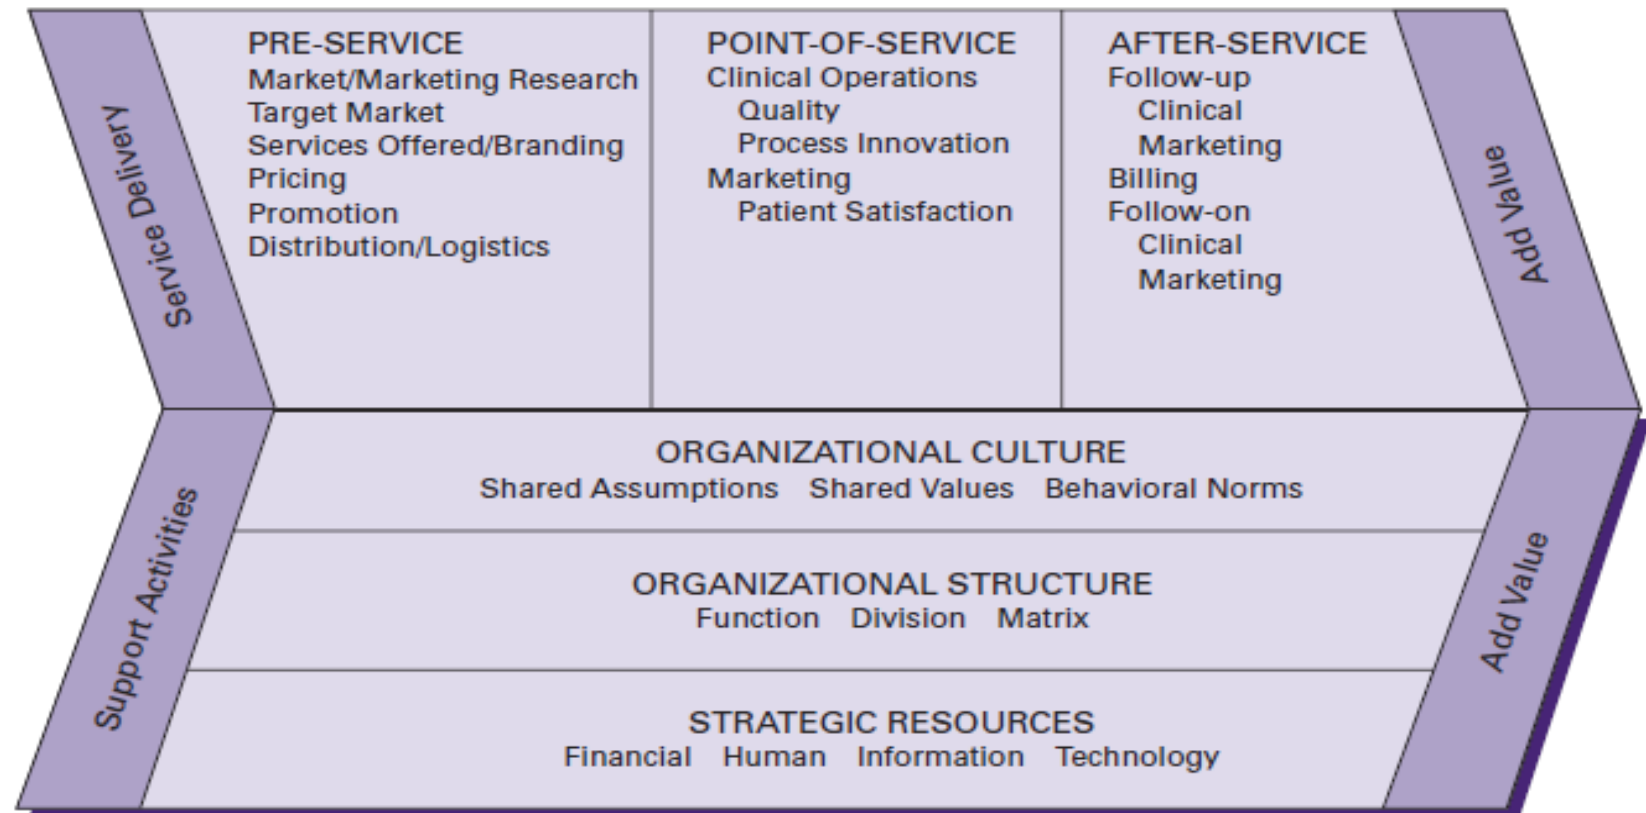 Service Delivery
PRE-SERVICE
Market/Marketing Research
Target Market
Services Offered/Branding
Pricing
Promotion
Distribution/Logistics
POINT-OF-SERVICE
Clinical Operations
Quality
Process Innovation
Marketing
Patient Satisfaction
AFTER-SERVICE
Follow-up
Clinical
Marketing
Billing
Follow-on
Clinical
Marketing
Add Value
Support Activities
ORGANIZATIONAL CULTURE
Shared Assumptions Shared Values Behavioral Norms
ORGANIZATIONAL STRUCTURE
Function Division Matrix
STRATEGIC RESOURCES
Financial Human Information Technology
Add Value